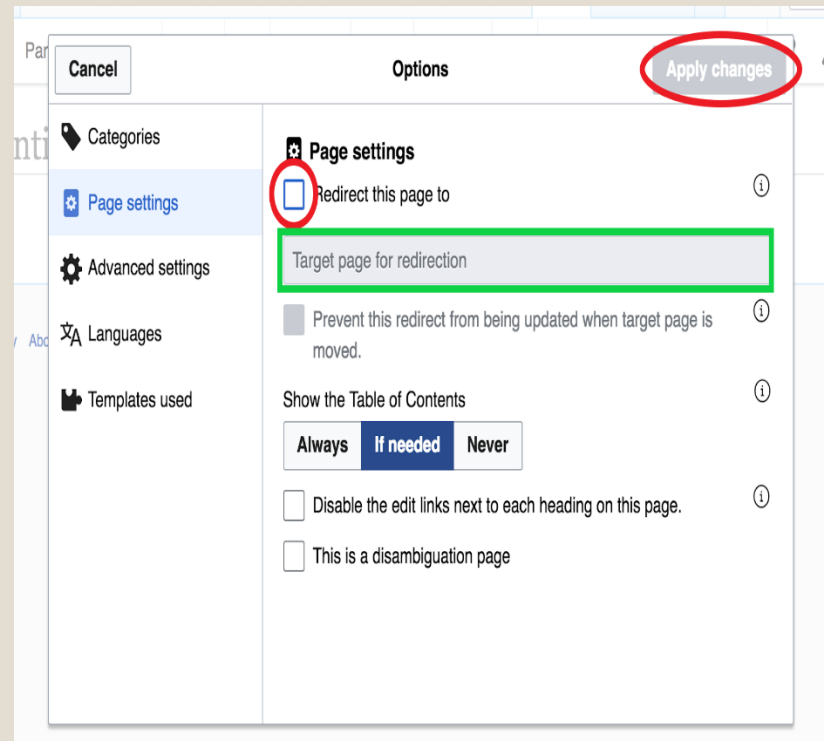 Par
Cancel
Options
Apply changes
nti
Categories
Page settings
Page settings
Redirect this page to
Target page for redirection
Advanced settings
Prevent this redirect from being updated when target page is
moved.
Abo
Languages
Templates used
Show the Table of Contents
Always If needed Never
Disable the edit links next to each heading on this page.
This is a disambiguation page